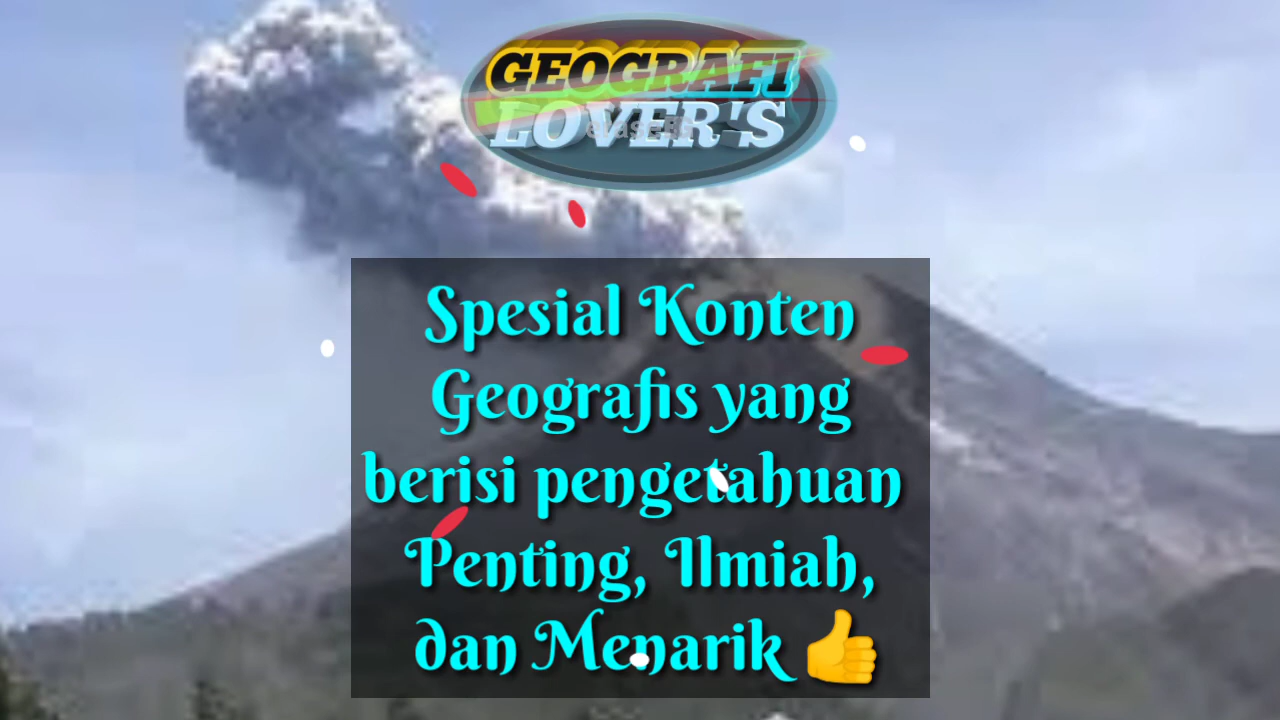 GEOGRAFI
LOVER'S
Spesial Konten
Geografis yang
berisi pengetahuan
Penting, Ilmiah,
dan Menarik 👍